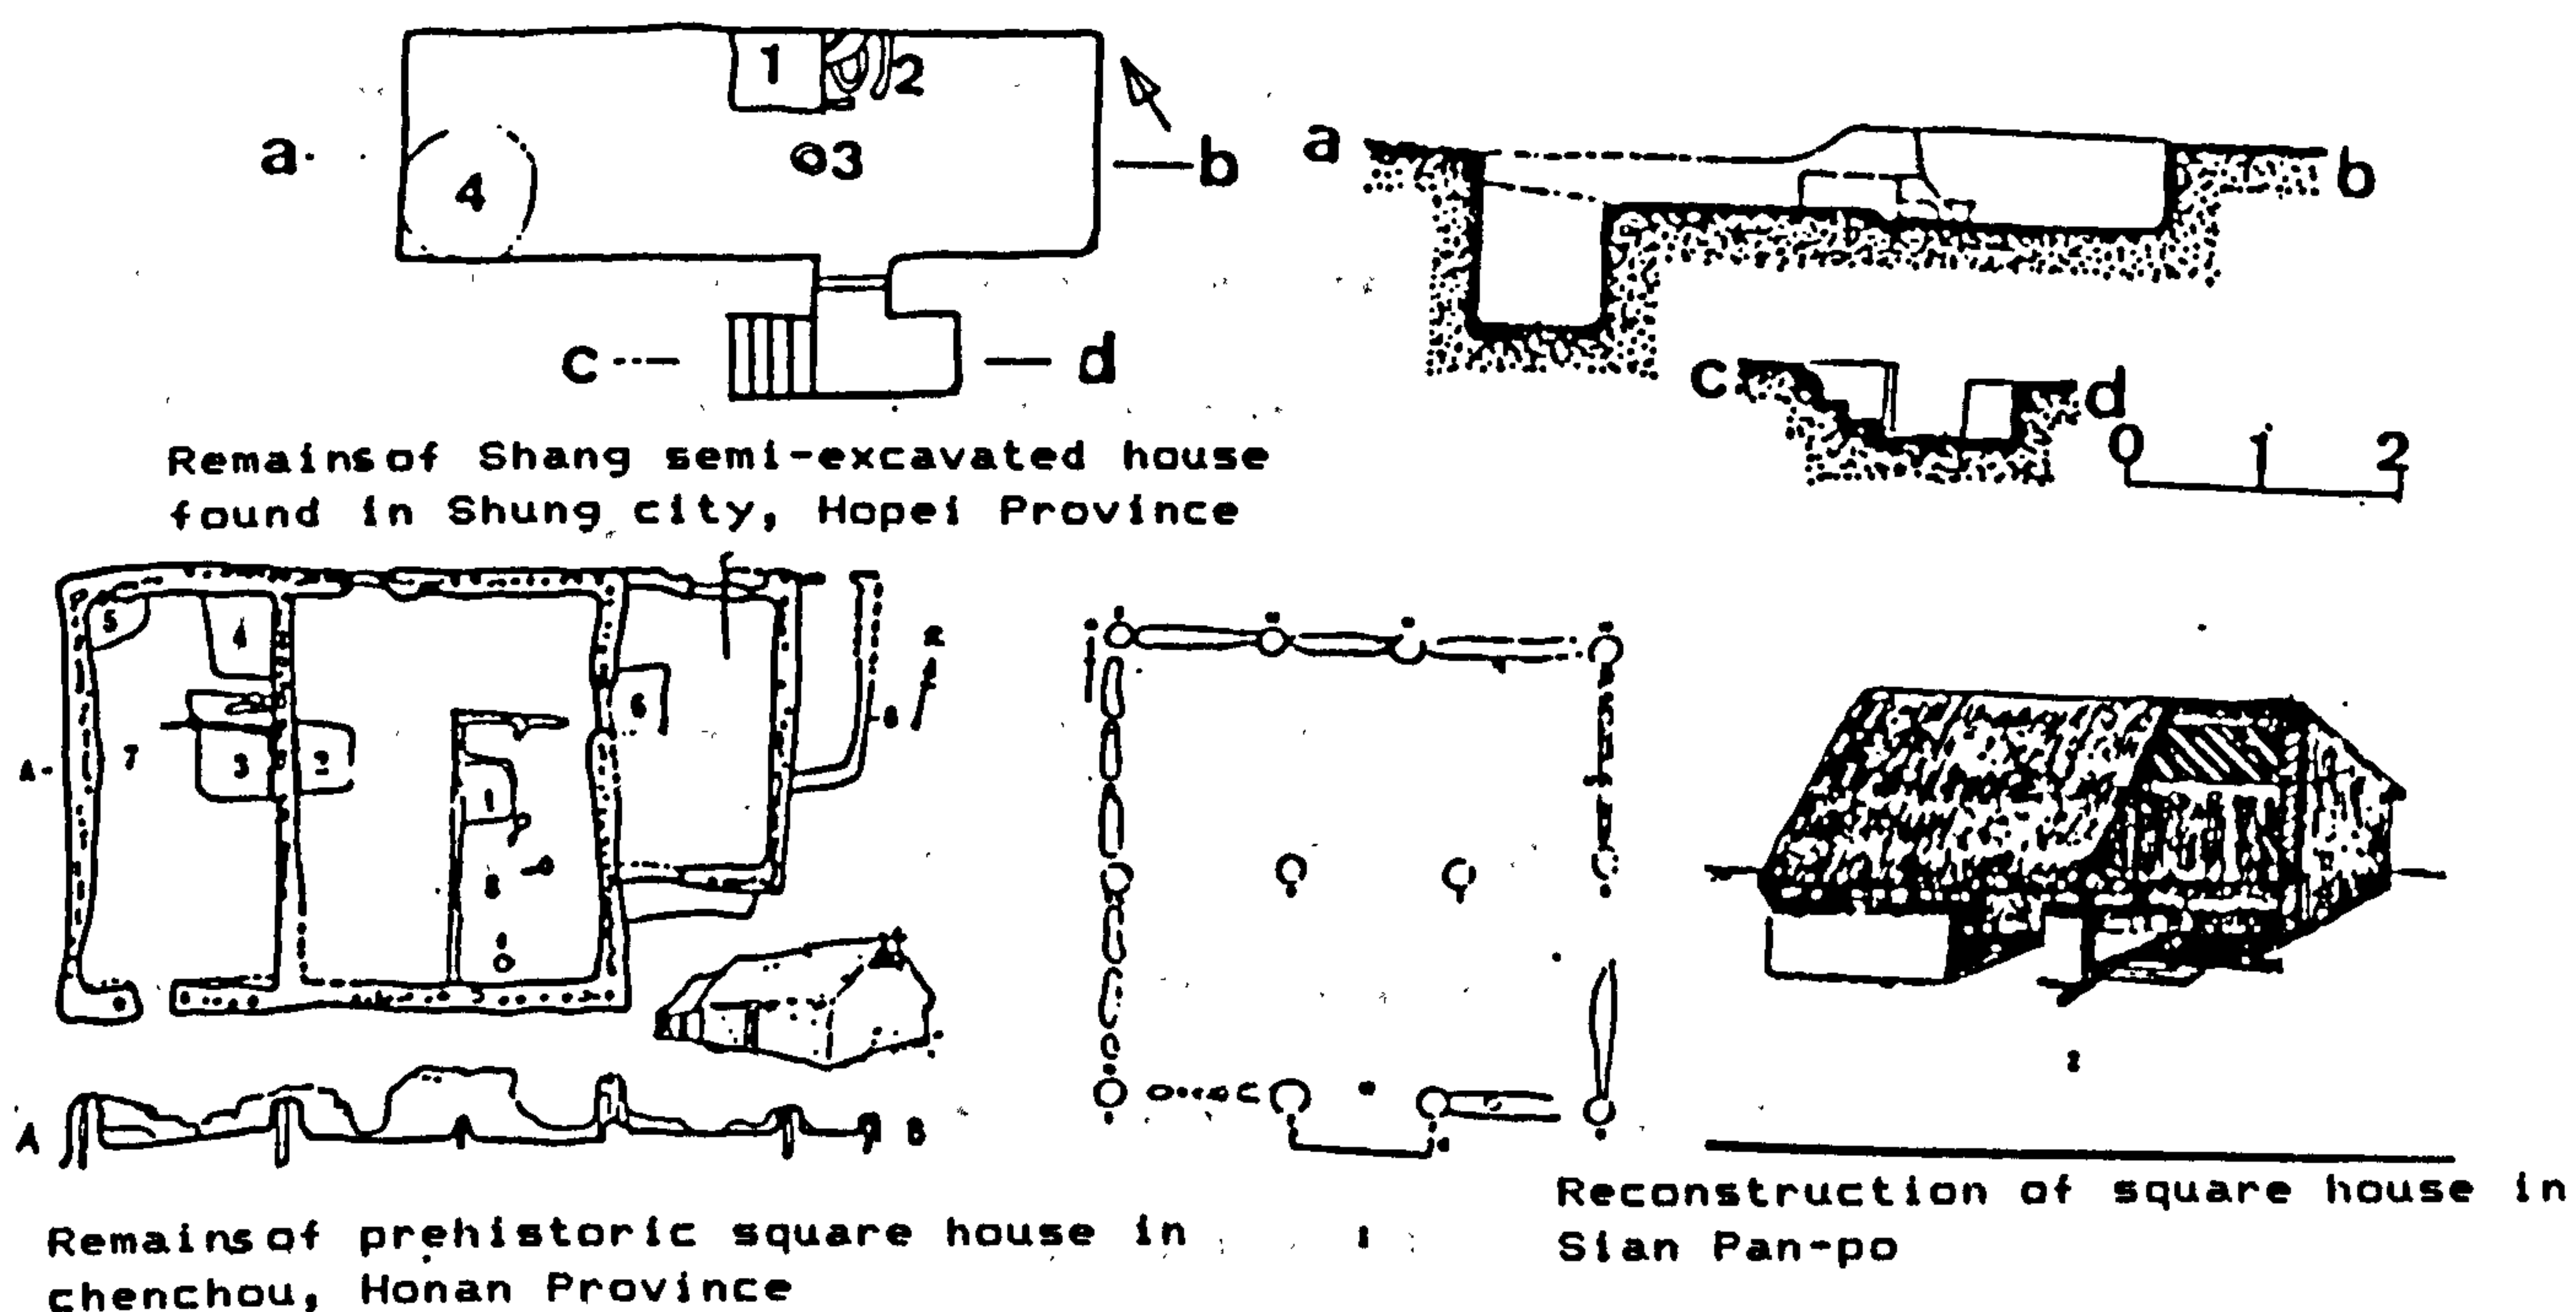 1
2
a
3
b
4
c
d
a
b
c
d
0 1 2
Remains of Shang semi-excavated house
found in Shung city, Hopei Province
5
4
6
7
3
2
1
A
A
B
Remains of prehistoric square house in
chenchou, Honan Province
Reconstruction of square house in
Sian Pan-po